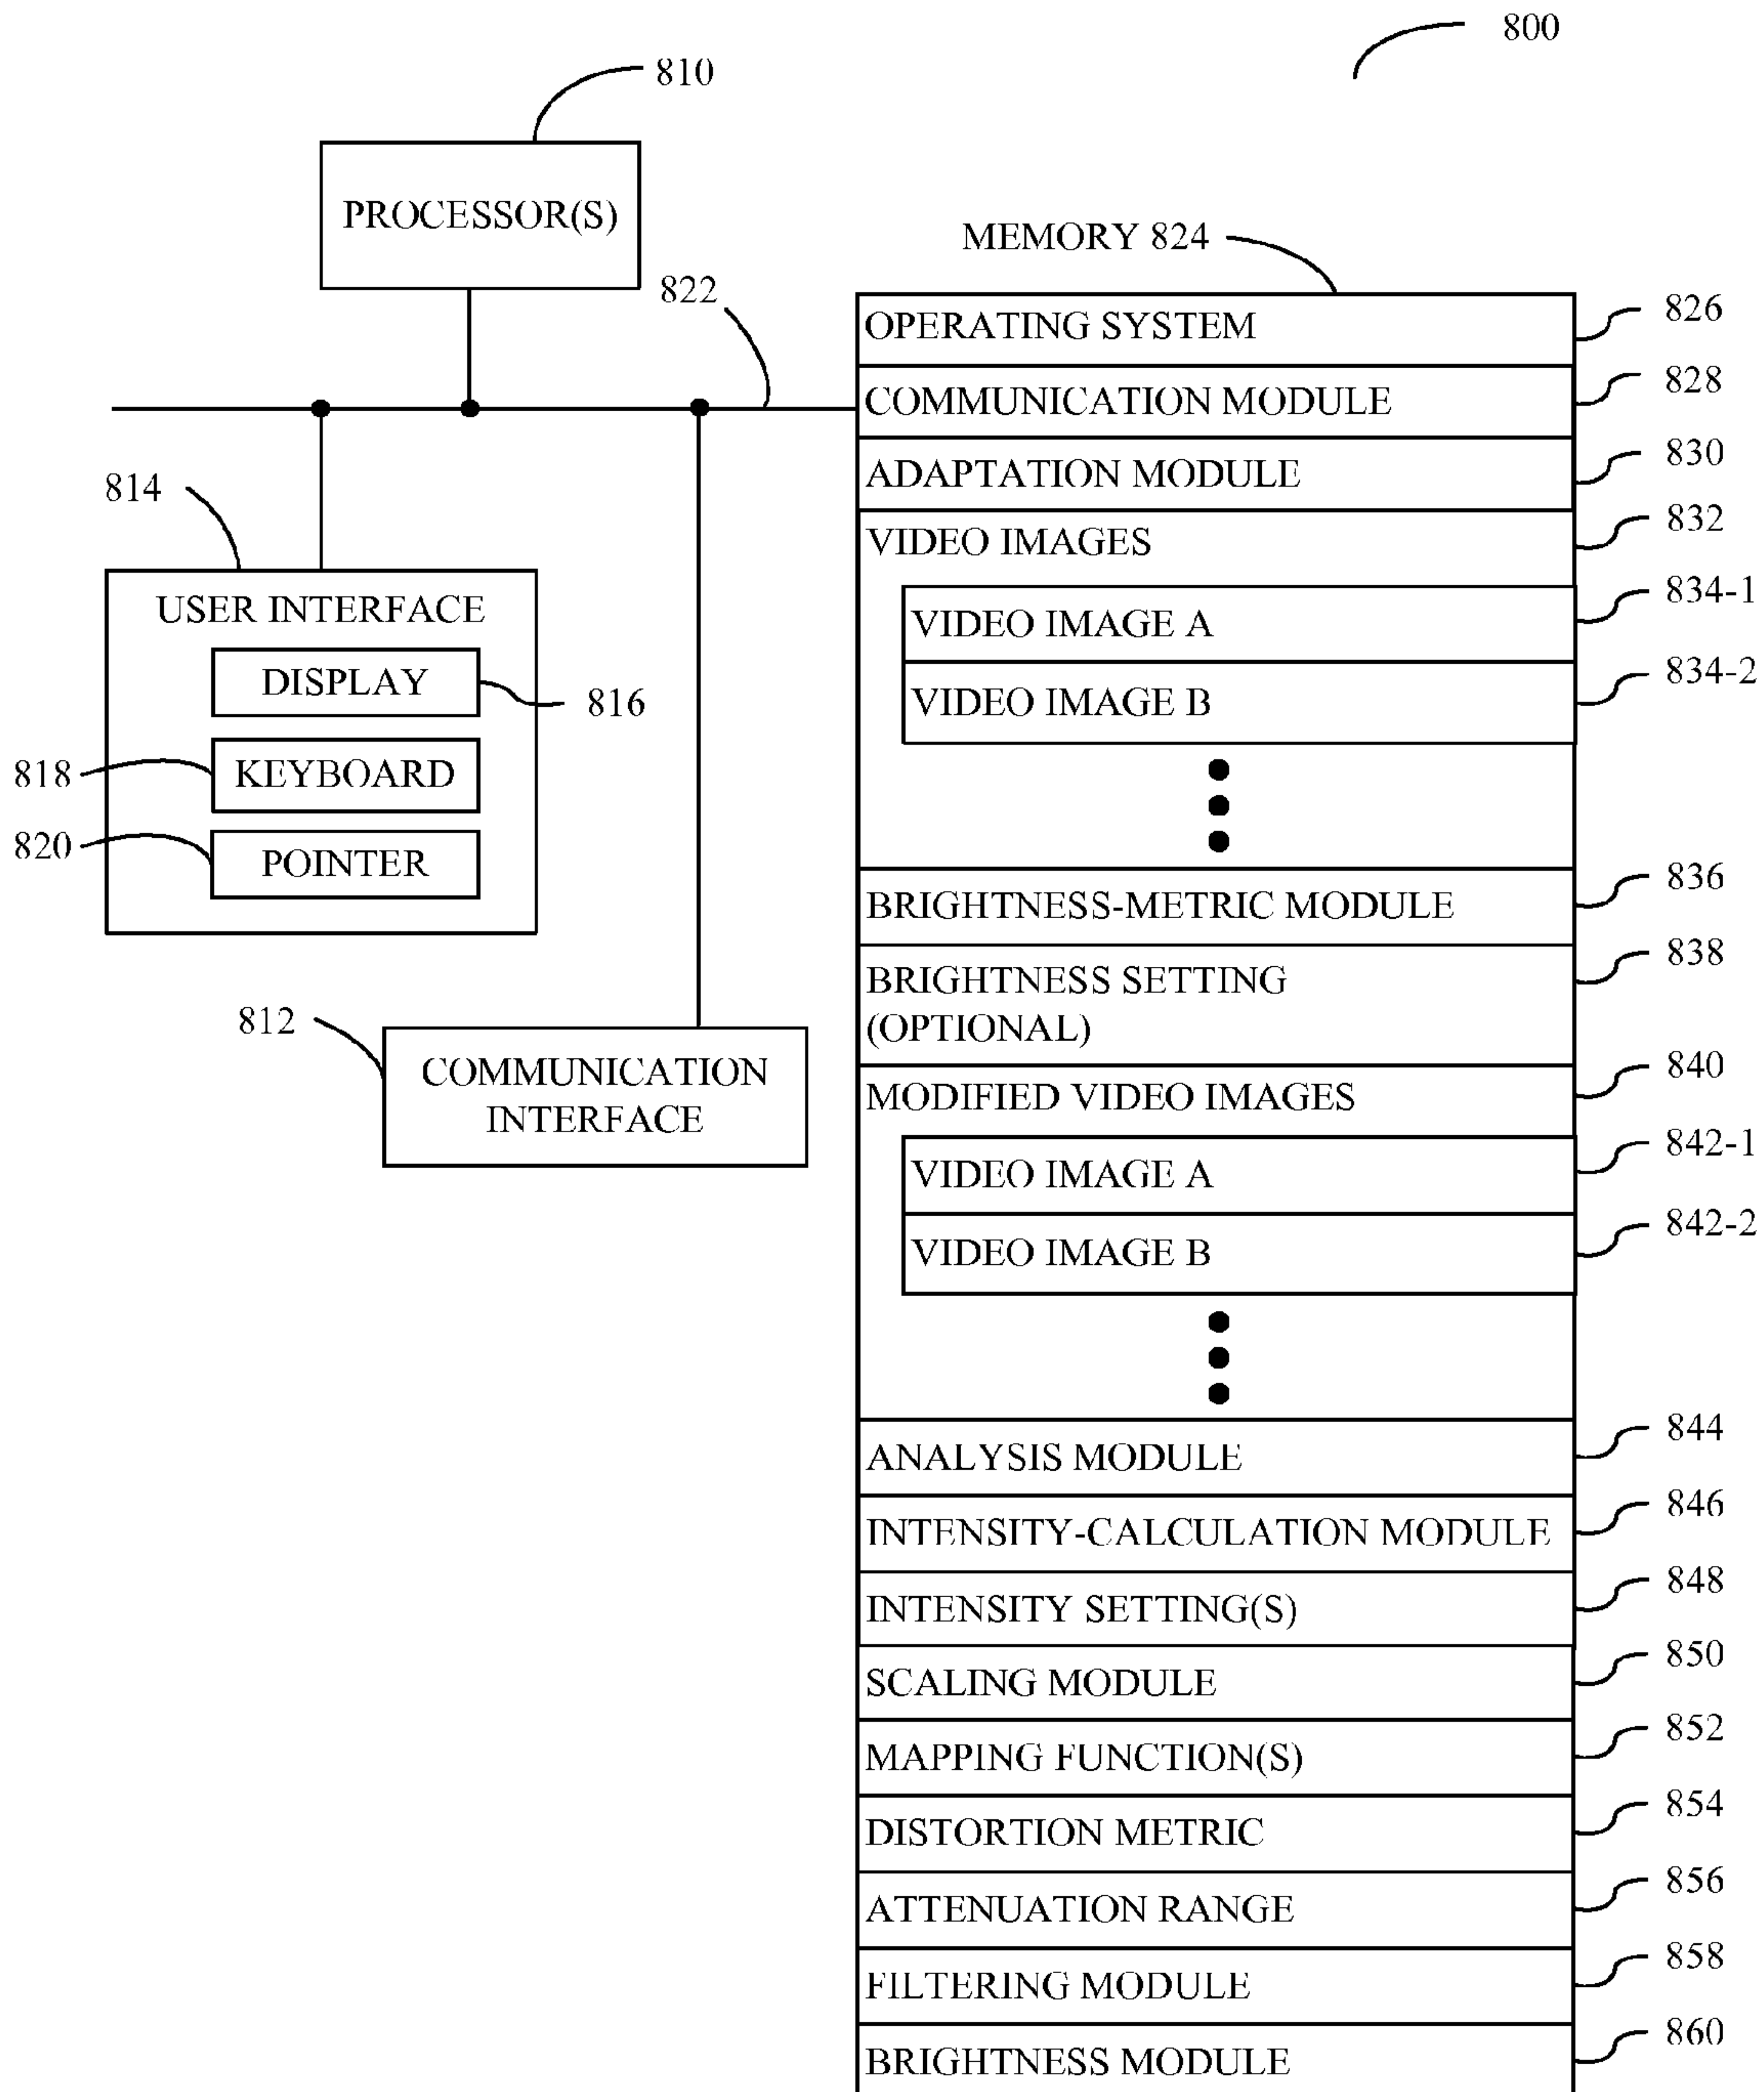 800
810
PROCESSOR(S)
MEMORY 824
822
OPERATING SYSTEM
826
COMMUNICATION MODULE
828
ADAPTATION MODULE
830
814
VIDEO IMAGES
832
USER INTERFACE
VIDEO IMAGE A
834-1
DISPLAY
816
VIDEO IMAGE B
834-2
818
KEYBOARD
820
POINTER
BRIGHTNESS-METRIC MODULE
836
BRIGHTNESS SETTING
(OPTIONAL)
838
812
COMMUNICATION
INTERFACE
MODIFIED VIDEO IMAGES
840
VIDEO IMAGE A
842-1
VIDEO IMAGE B
842-2
ANALYSIS MODULE
844
INTENSITY-CALCULATION MODULE
846
INTENSITY SETTING(S)
848
SCALING MODULE
850
MAPPING FUNCTION(S)
852
DISTORTION METRIC
854
ATTENUATION RANGE
856
FILTERING MODULE
858
BRIGHTNESS MODULE
860